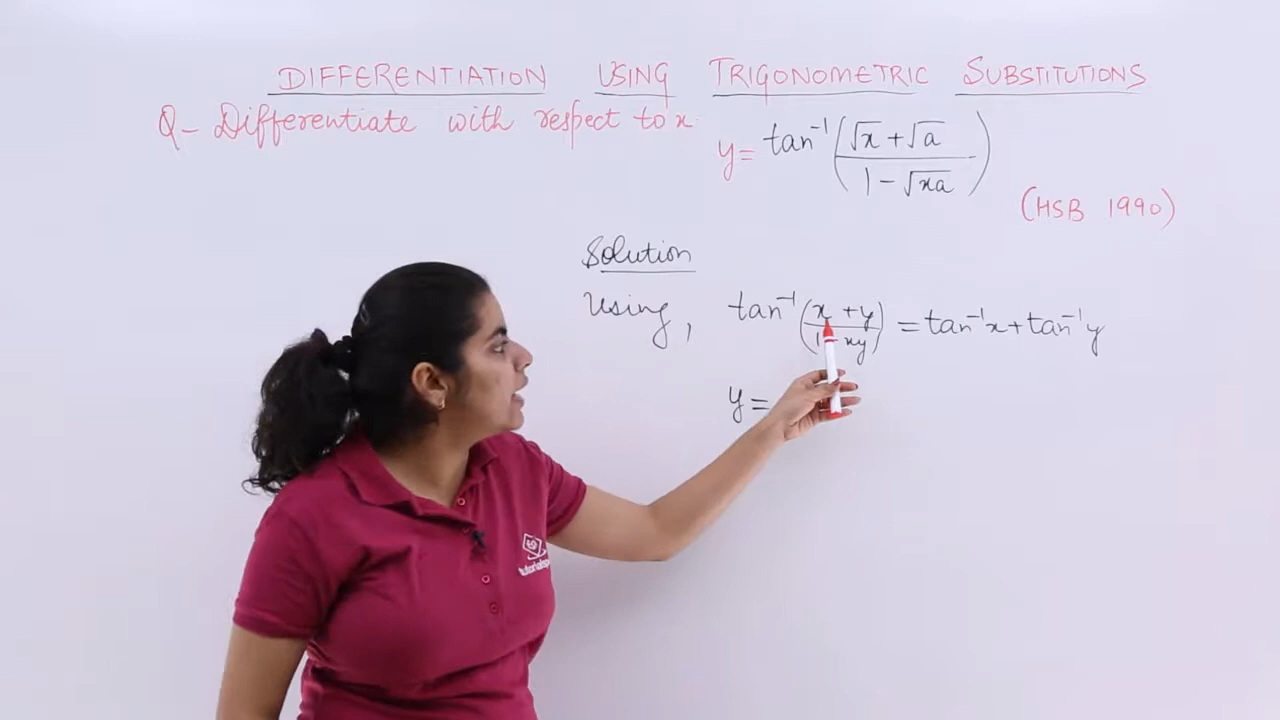 DIFFERENTIATION USING TRIGONOMETRIC SUBSTITUTIONS
Q- Differentiate with respect to x.
y= tan⁻¹((√x+√a)/(1-√xa))
(HSB 1990)
Solution
Using, tan⁻¹((x+y)/(1 xy)) = tan⁻¹x+tan⁻¹y
y=